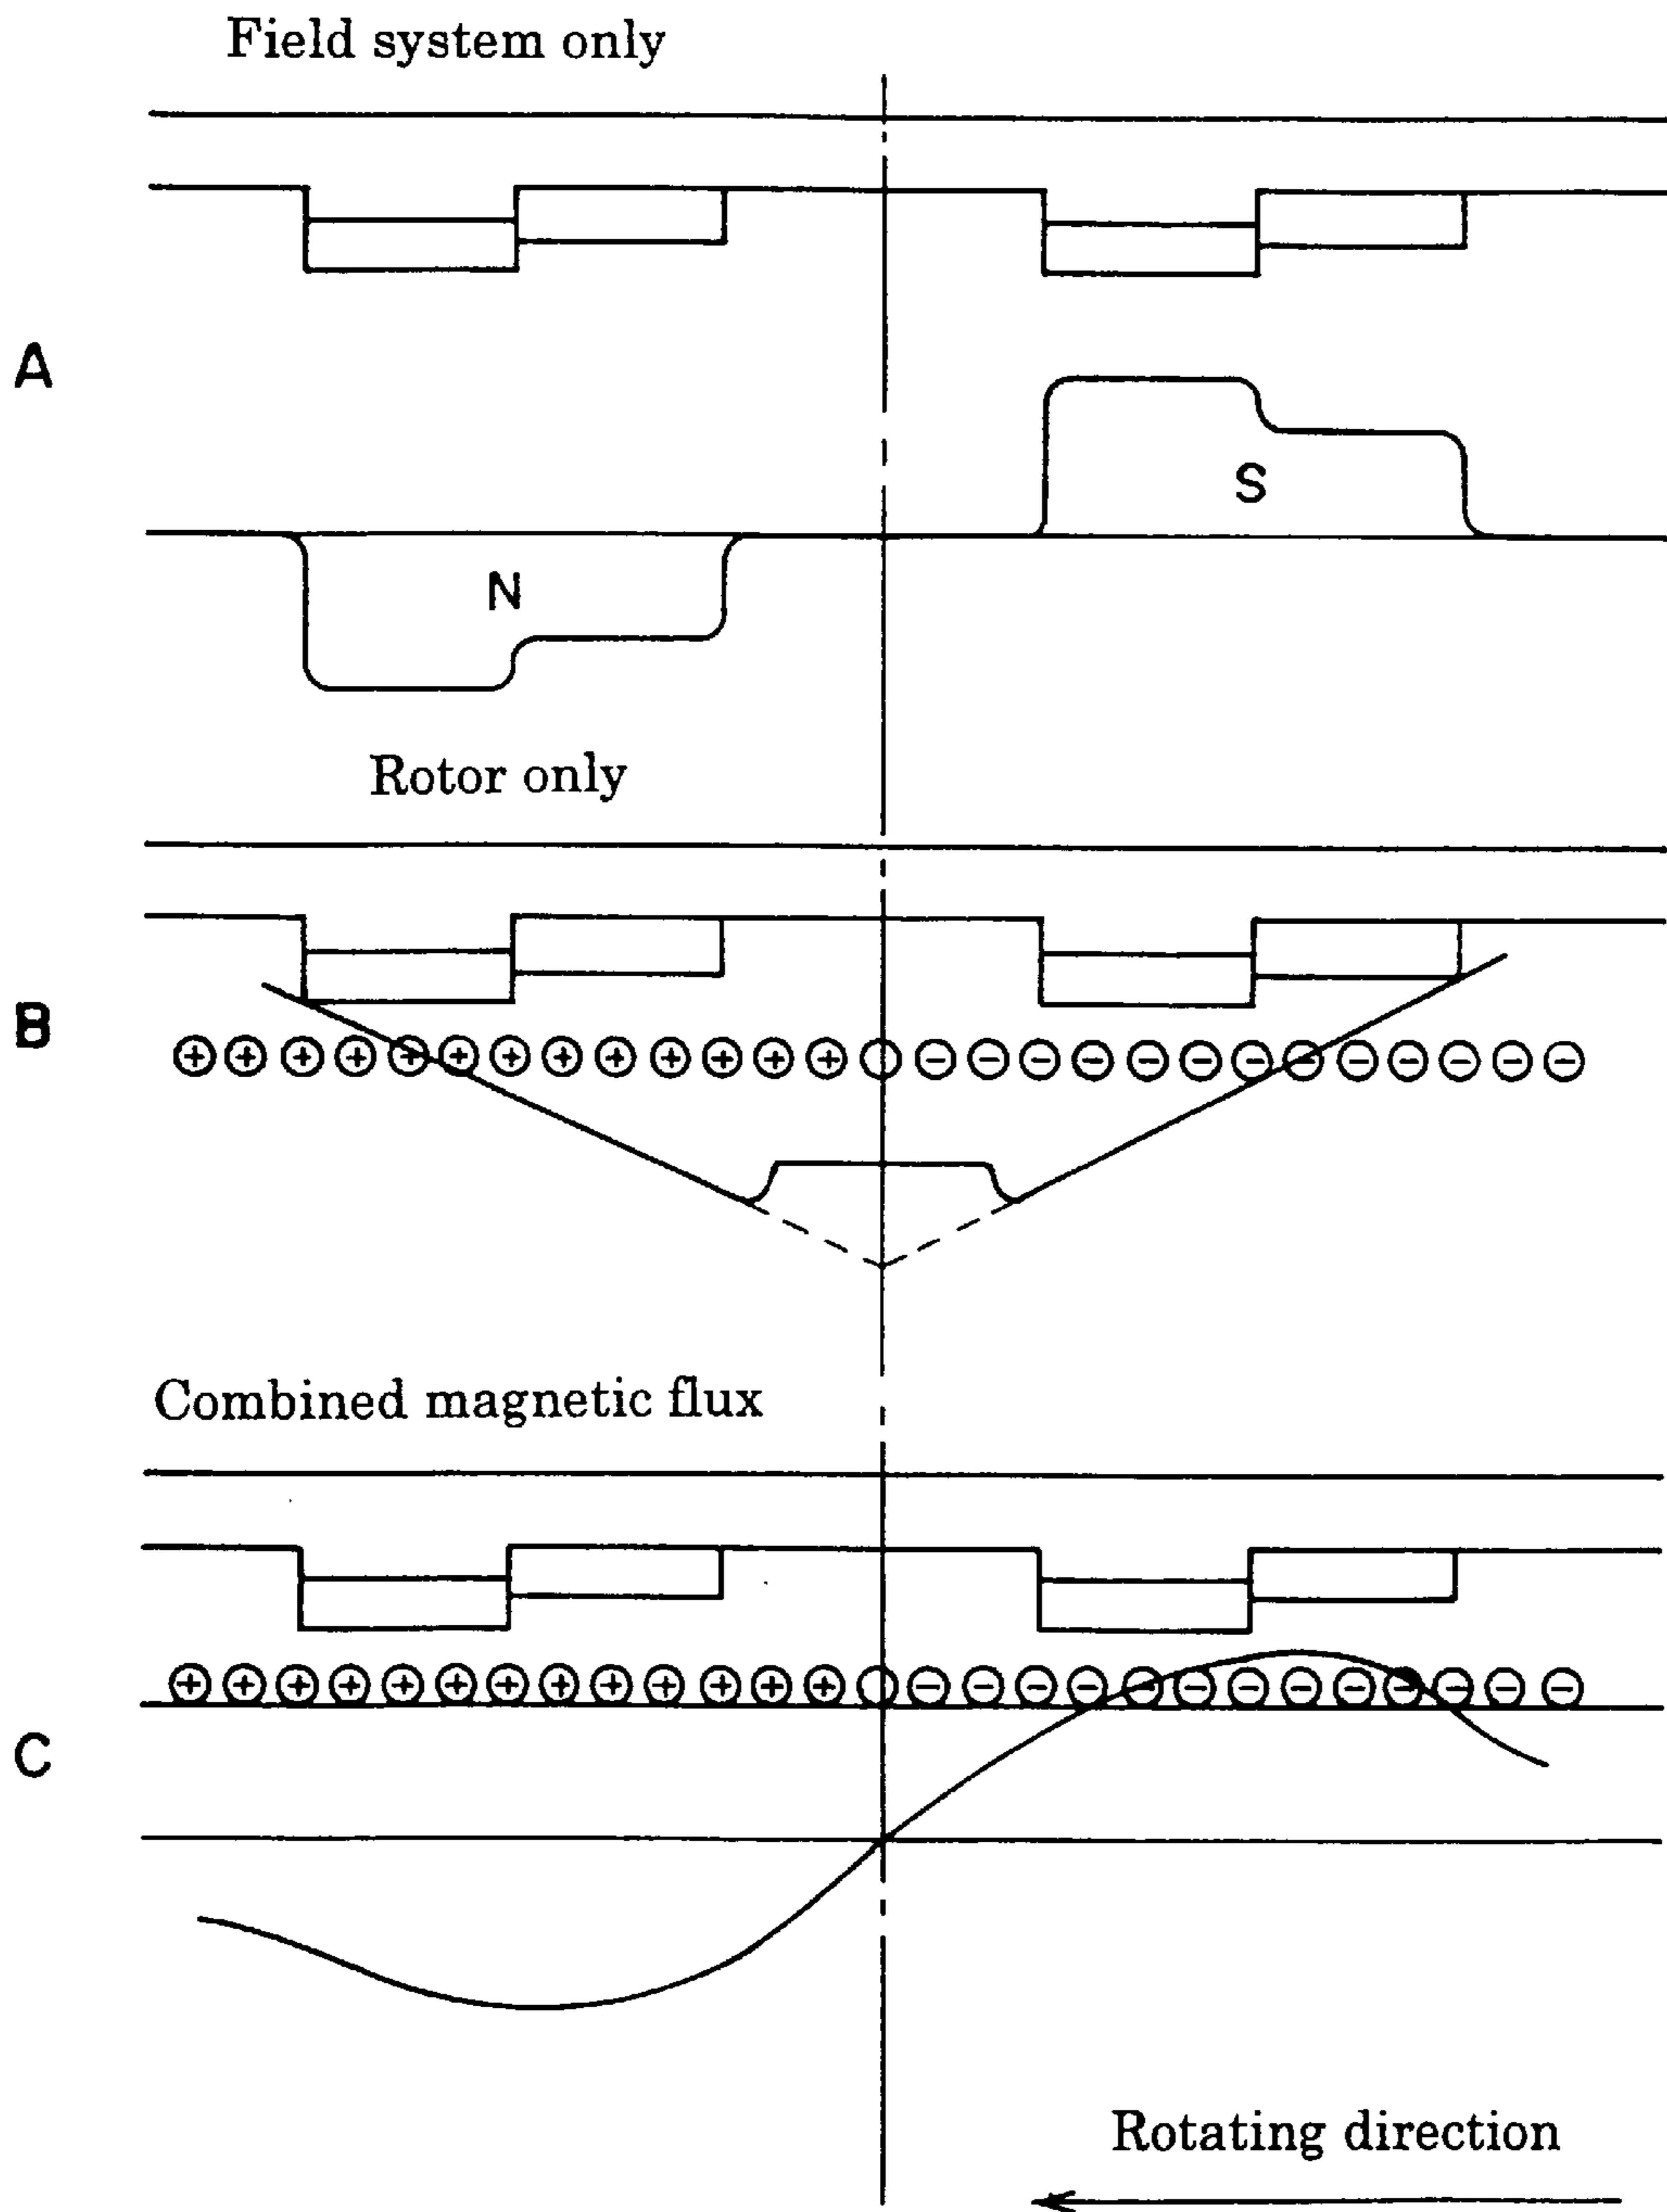 Field system only
A
S
N
Rotor only
B
⊕ ⊕ ⊕ ⊕ ⊕ ⊕ ⊕ ⊕ ⊕ ⊕ ⊕ ⊕ ⊕ ○ ⊖ ⊖ ⊖ ⊖ ⊖ ⊖ ⊖ ⊖ ⊖ ⊖ ⊖ ⊖ ⊖
Combined magnetic flux
⊕ ⊕ ⊕ ⊕ ⊕ ⊕ ⊕ ⊕ ⊕ ⊕ ⊕ ⊕ ⊕ ○ ⊖ ⊖ ⊖ ⊖ ⊖ ⊖ ⊖ ⊖ ⊖ ⊖ ⊖ ⊖ ⊖
C
Rotating direction